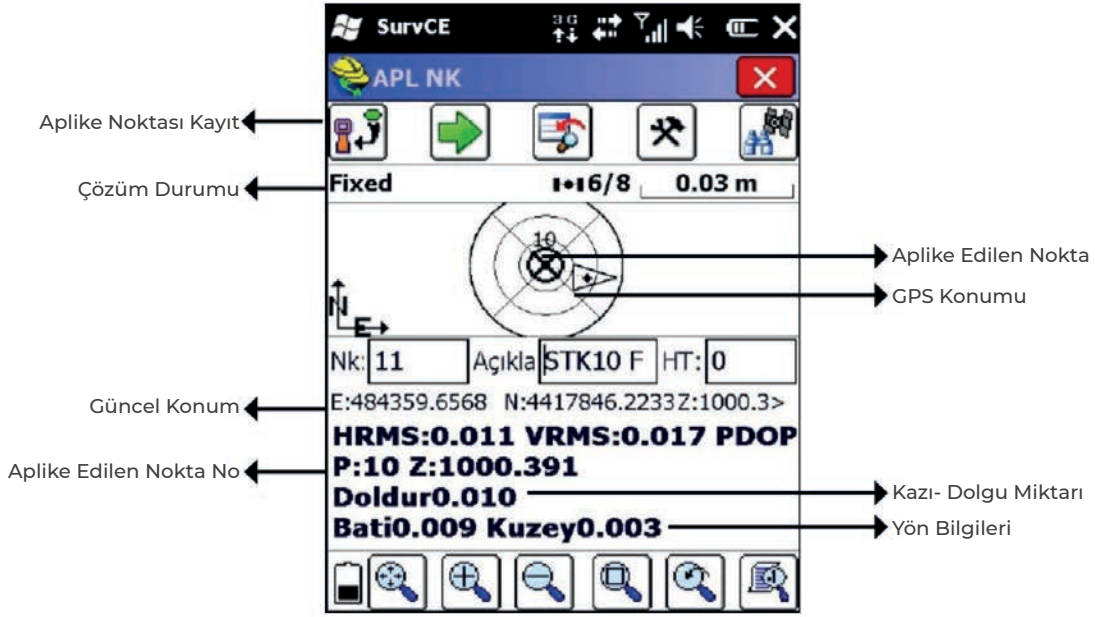 SurvCE 3G
APL NK
Aplike Noktası Kayıt
Çözüm Durumu
Fixed 6/8 0.03 m
10
Aplike Edilen Nokta
GPS Konumu
N
E
Nk: 11 Açıkla STK10 F HT: 0
Güncel Konum
E:484359.6568 N:4417846.2233Z:1000.3>
HRMS:0.011 VRMS:0.017 PDOP
Aplike Edilen Nokta No
P:10 Z:1000.391
Doldur0.010
Kazı- Dolgu Miktarı
Bati0.009 Kuzey0.003
Yön Bilgileri